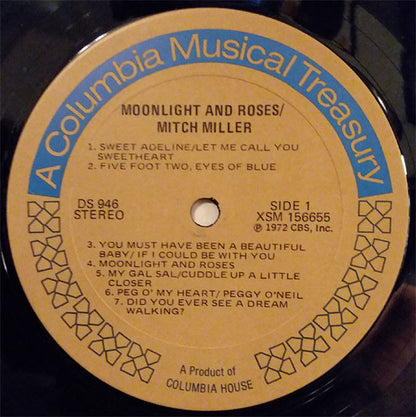 A Columbia Musical Treasury
MOONLIGHT AND ROSES/
MITCH MILLER
1. SWEET ADELINE/LET ME CALL YOU
SWEETHEART
2. FIVE FOOT TWO, EYES OF BLUE
DS 946
STEREO
SIDE 1
XSM 156655
℗ 1972 CBS, Inc.
3. YOU MUST HAVE BEEN A BEAUTIFUL
BABY/ IF I COULD BE WITH YOU
4. MOONLIGHT AND ROSES
5. MY GAL SAL/CUDDLE UP A LITTLE
CLOSER
6. PEG O' MY HEART/ PEGGY O'NEIL
7. DID YOU EVER SEE A DREAM
WALKING?
A Product of
COLUMBIA HOUSE